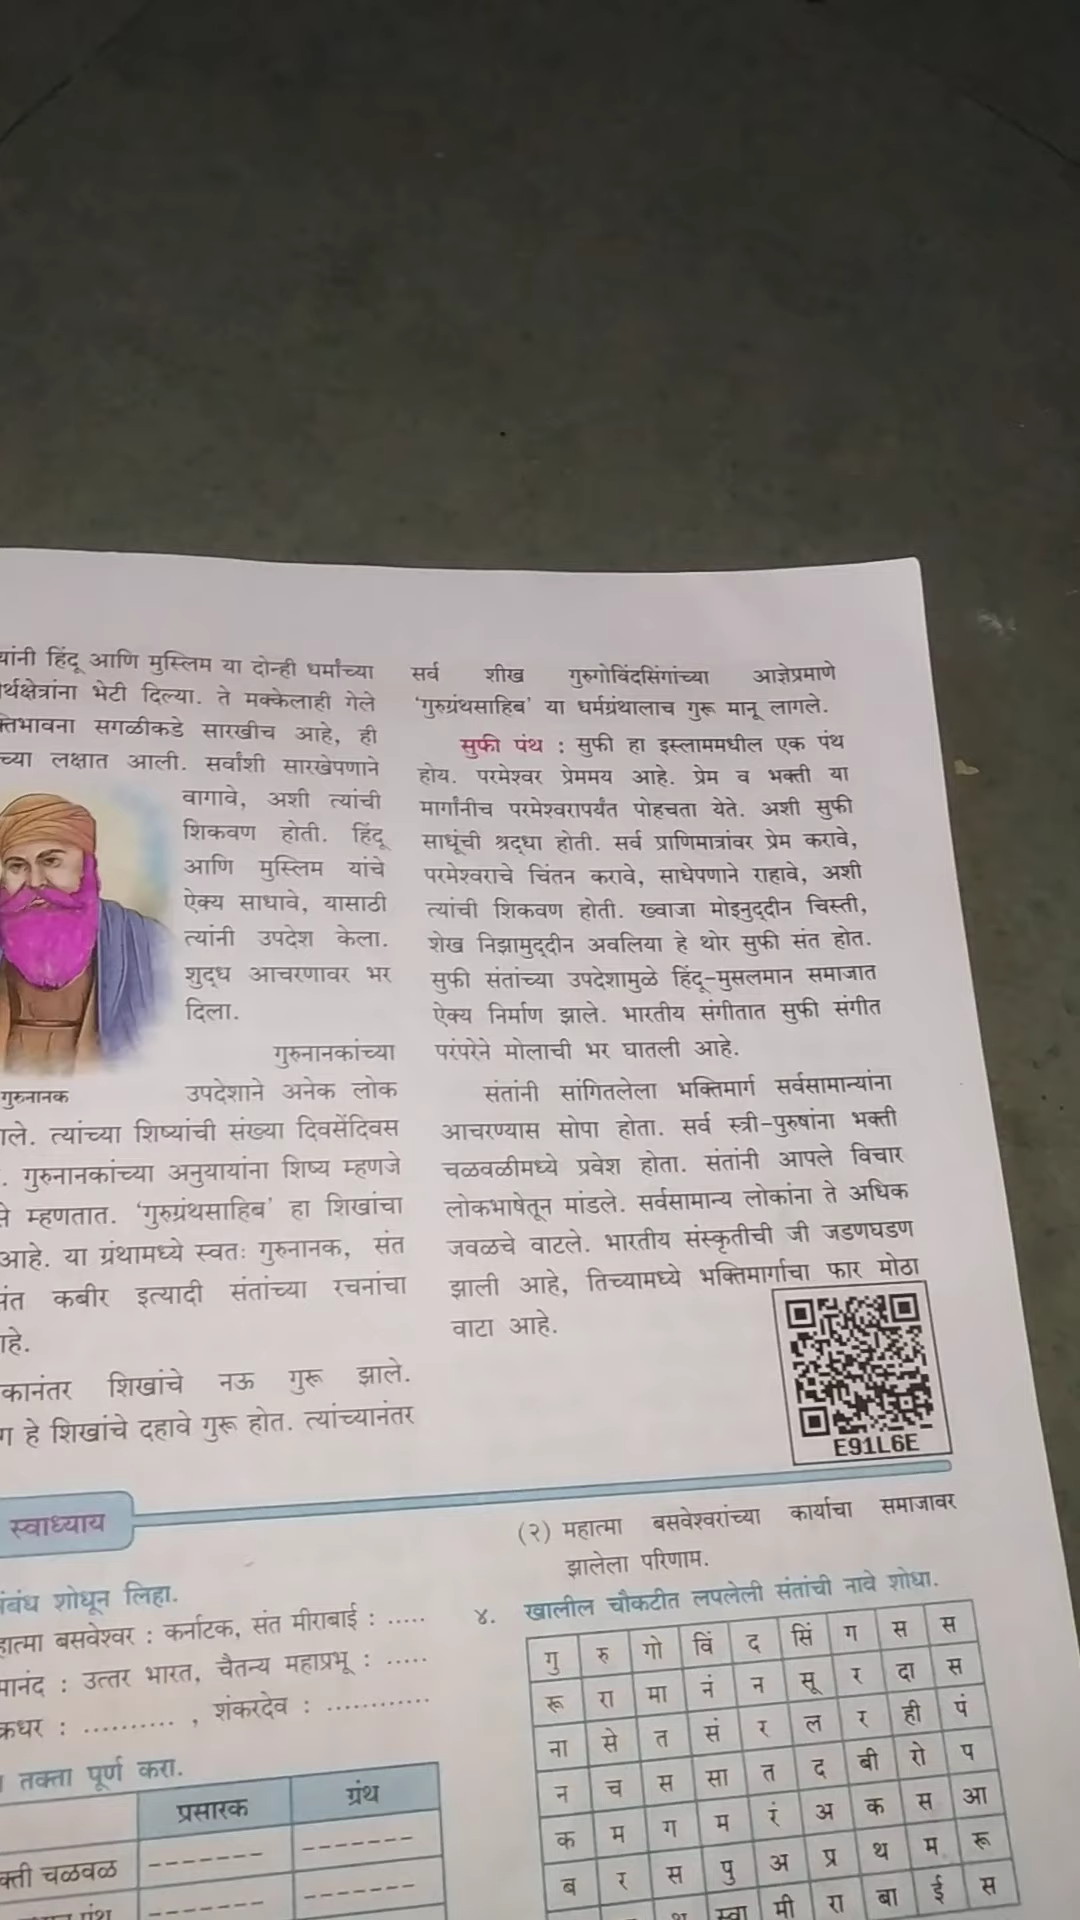 यांनी हिंदू आणि मुस्लिम या दोन्ही धर्मांच्या
र्थक्षेत्रांना भेटी दिल्या. ते मक्केलाही गेले
क्तिभावना सगळीकडे सारखीच आहे, ही
च्या लक्षात आली. सर्वांशी सारखेपणाने
वागावे, अशी त्यांची
शिकवण होती. हिंदू
आणि मुस्लिम यांचे
ऐक्य साधावे, यासाठी
त्यांनी उपदेश केला.
शुद्ध आचरणावर भर
दिला.
गुरुनानकांच्या
गुरुनानक
उपदेशाने अनेक लोक
ाले. त्यांच्या शिष्यांची संख्या दिवसेंदिवस
. गुरुनानकांच्या अनुयायांना शिष्य म्हणजे
से म्हणतात. 'गुरुग्रंथसाहिब' हा शिखांचा
आहे. या ग्रंथामध्ये स्वतः गुरुनानक, संत
संत कबीर इत्यादी संतांच्या रचनांचा
ाहे.
कानंतर शिखांचे नऊ गुरू झाले.
ग हे शिखांचे दहावे गुरू होत. त्यांच्यानंतर
सर्व शीख गुरुगोविंदसिंगांच्या आज्ञेप्रमाणे
'गुरुग्रंथसाहिब' या धर्मग्रंथालाच गुरू मानू लागले.
सुफी पंथ : सुफी हा इस्लाममधील एक पंथ
होय. परमेश्वर प्रेममय आहे. प्रेम व भक्ती या
मार्गांनीच परमेश्वरापर्यंत पोहचता येते. अशी सुफी
साधूंची श्रद्धा होती. सर्व प्राणिमात्रांवर प्रेम करावे,
परमेश्वराचे चिंतन करावे, साधेपणाने राहावे, अशी
त्यांची शिकवण होती. ख्वाजा मोइनुद्दीन चिस्ती,
शेख निझामुद्दीन अवलिया हे थोर सुफी संत होत.
सुफी संतांच्या उपदेशामुळे हिंदू-मुसलमान समाजात
ऐक्य निर्माण झाले. भारतीय संगीतात सुफी संगीत
परंपरेने मोलाची भर घातली आहे.
संतांनी सांगितलेला भक्तिमार्ग सर्वसामान्यांना
आचरण्यास सोपा होता. सर्व स्त्री-पुरुषांना भक्ती
चळवळीमध्ये प्रवेश होता. संतांनी आपले विचार
लोकभाषेतून मांडले. सर्वसामान्य लोकांना ते अधिक
जवळचे वाटले. भारतीय संस्कृतीची जी जडणघडण
झाली आहे, तिच्यामध्ये भक्तिमार्गाचा फार मोठा
वाटा आहे.
E91L6E
स्वाध्याय
संबंध शोधून लिहा.
हात्मा बसवेश्वर : कर्नाटक, संत मीराबाई : .....
मानंद : उत्तर भारत, चैतन्य महाप्रभू : .....
क्रधर : .......... , शंकरदेव : ............
तक्ता पूर्ण करा.
प्रसारक ग्रंथ
क्ती चळवळ
पंथ
(२) महात्मा बसवेश्वरांच्या कार्याचा समाजावर
झालेला परिणाम.
४. खालील चौकटीत लपलेली संतांची नावे शोधा.
गु रु गो विं द सिं ग स स
रू रा मा नं न सू र दा स
ना से त सं र ल र ही पं
न च स सा त द बी रो प
क म ग म रं अ क स आ
ब र स पु अ प्र थ म रू
स्वा मी रा बा ई स